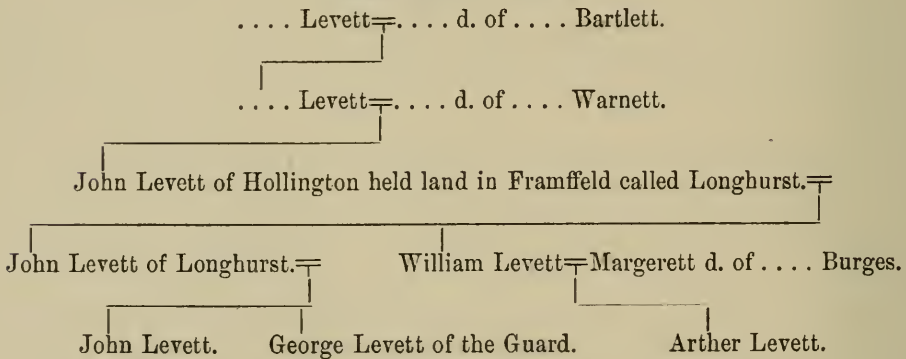 .... Levett=.... d. of .... Bartlett.
.... Levett=.... d. of .... Warnett.
John Levett of Hollington held land in Framffeld called Longhurst.=
John Levett of Longhurst.= William Levett=Margerett d. of .... Burges.
John Levett. George Levett of the Guard. Arther Levett.